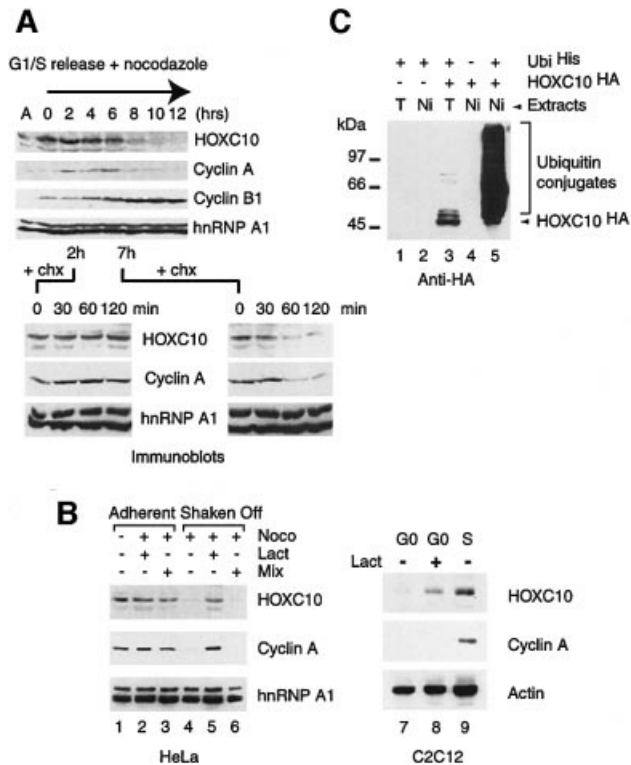 A
G1/S release + nocodazole
A 0 2 4 6 8 10 12 (hrs)
HOXC10
Cyclin A
Cyclin B1
hnRNP A1
2h 7h
+ chx + chx
0 30 60 120 min 0 30 60 120 min
HOXC10
Cyclin A
hnRNP A1
Immunoblots
C
+ + + - + Ubi His
- - + + + HOXC10 HA
T Ni T Ni Ni Extracts
kDa
97
66
45
Ubiquitin
conjugates
HOXC10 HA
1 2 3 4 5
Anti-HA
B
Adherent Shaken Off
- + + + + + Noco
- + - - + - Lact
- - + - - + Mix
HOXC10
Cyclin A
hnRNP A1
1 2 3 4 5 6
HeLa
G0 G0 S
Lact - + -
HOXC10
Cyclin A
Actin
7 8 9
C2C12